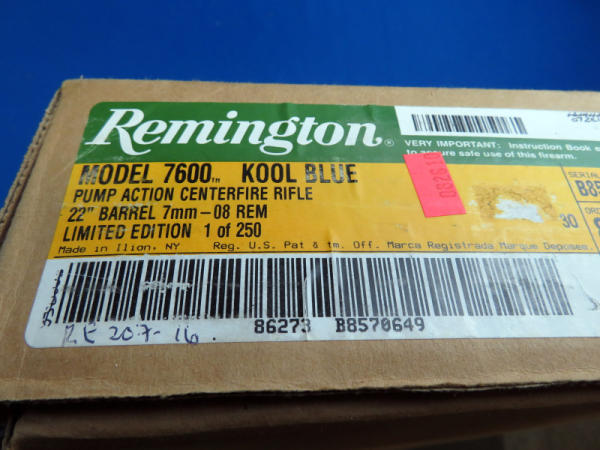 Remington®
VERY IMPORTANT: Instruction Book
safe use of this firearm.
MODEL 7600™ KOOL BLUE
PUMP ACTION CENTERFIRE RIFLE
22" BARREL 7mm-08 REM
LIMITED EDITION 1 of 250
SERIAL
B85
30
Made in Ilion, NY Reg. U.S. Pat & tm. Off. Marca Registrada Marque Deposee
86273 B8570649